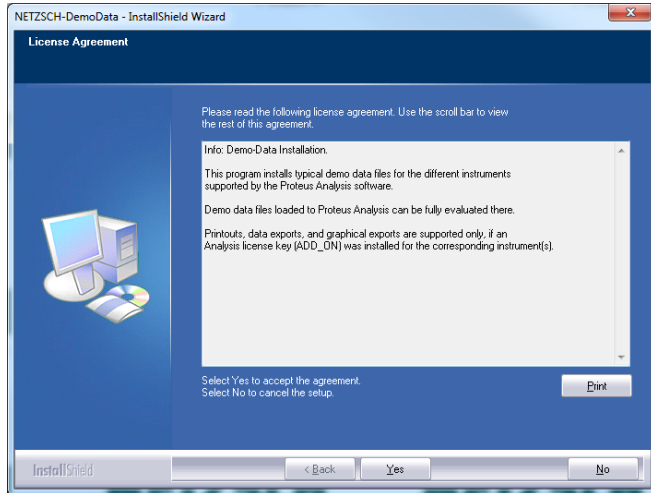 NETZSCH-DemoData - InstallShield Wizard
License Agreement
Please read the following license agreement. Use the scroll bar to view
the rest of this agreement.
Info: Demo-Data Installation.
This program installs typical demo data files for the different instruments
supported by the Proteus Analysis software.
Demo data files loaded to Proteus Analysis can be fully evaluated there.
Printouts, data exports, and graphical exports are supported only, if an
Analysis license key (ADD_ON) was installed for the corresponding instrument(s).
Select Yes to accept the agreement.
Select No to cancel the setup.
Print
InstallShield
< Back
Yes
No